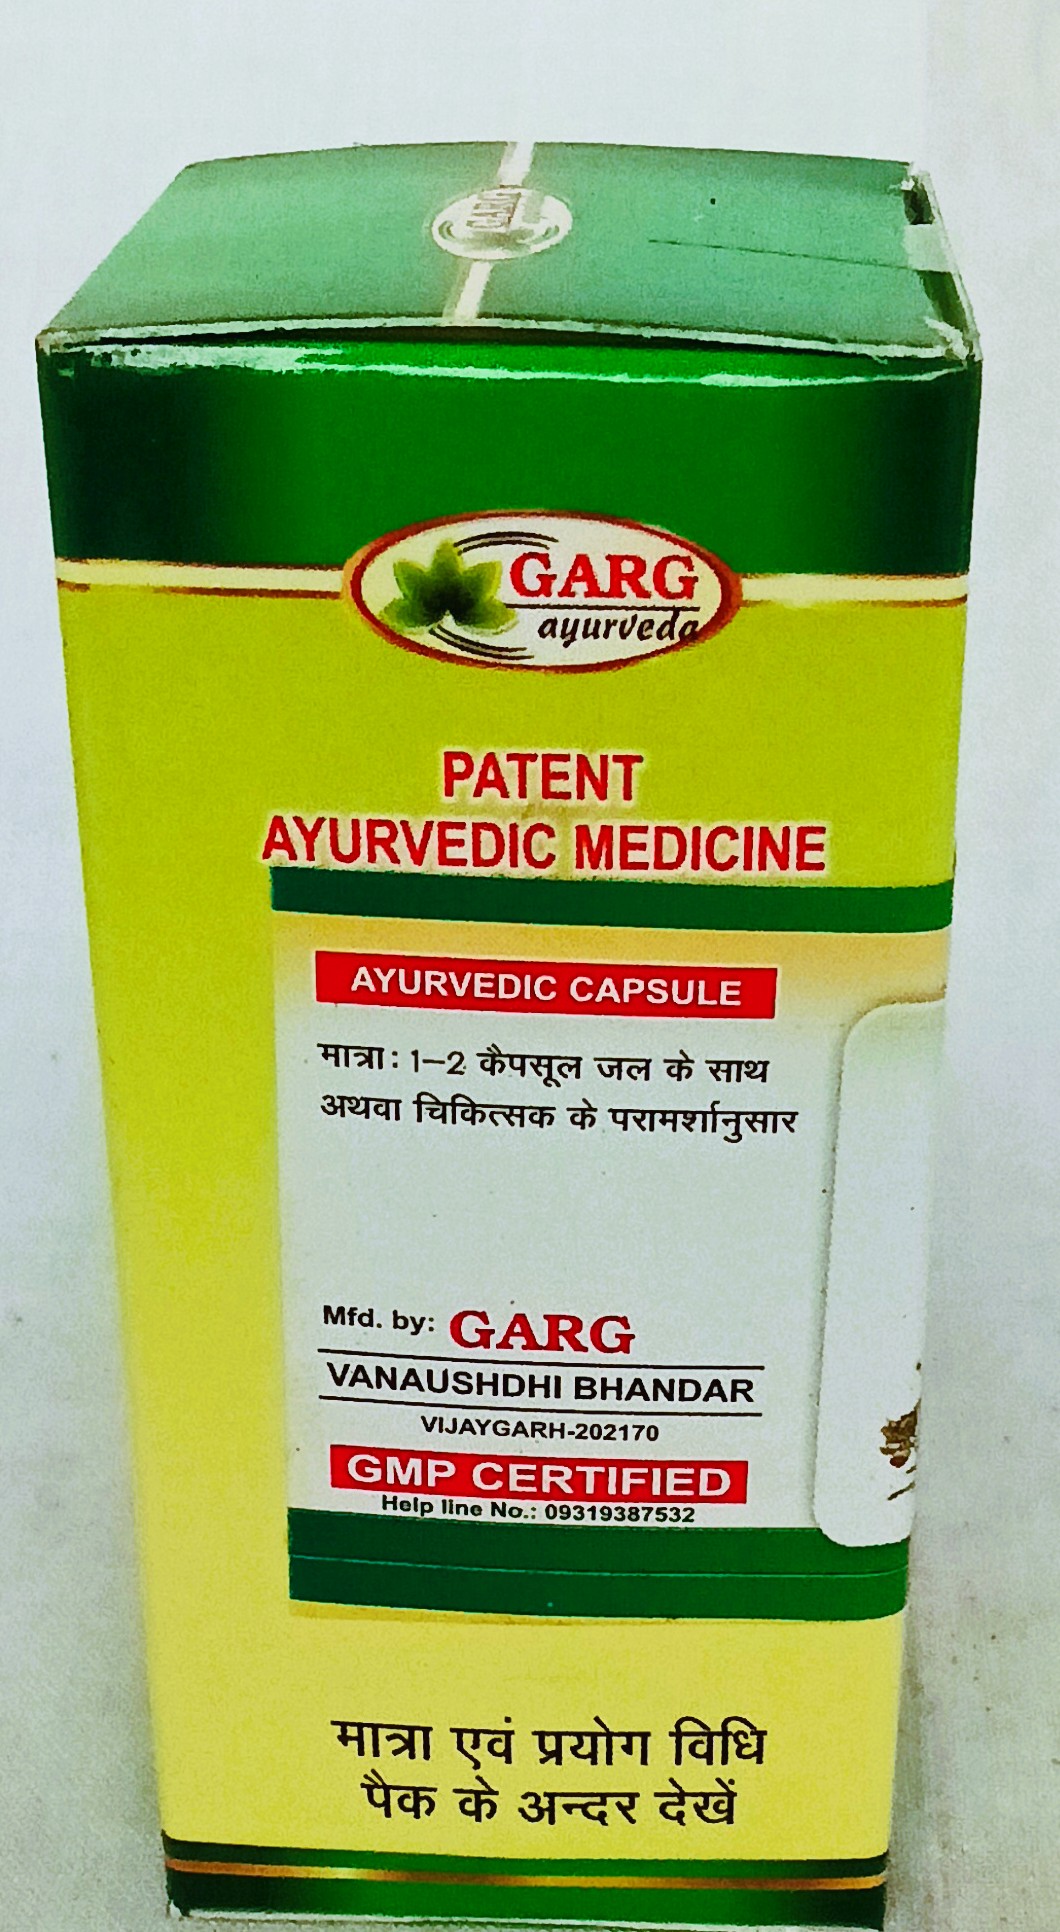 GARG
GARG
ayurveda
PATENT
AYURVEDIC MEDICINE
AYURVEDIC CAPSULE
मात्रा: 1–2 कैपसूल जल के साथ
अथवा चिकित्सक के परामर्शानुसार
Mfd. by: GARG
VANAUSHDHI BHANDAR
VIJAYGARH-202170
GMP CERTIFIED
Help line No.: 09319387532
मात्रा एवं प्रयोग विधि
पैक के अन्दर देखें